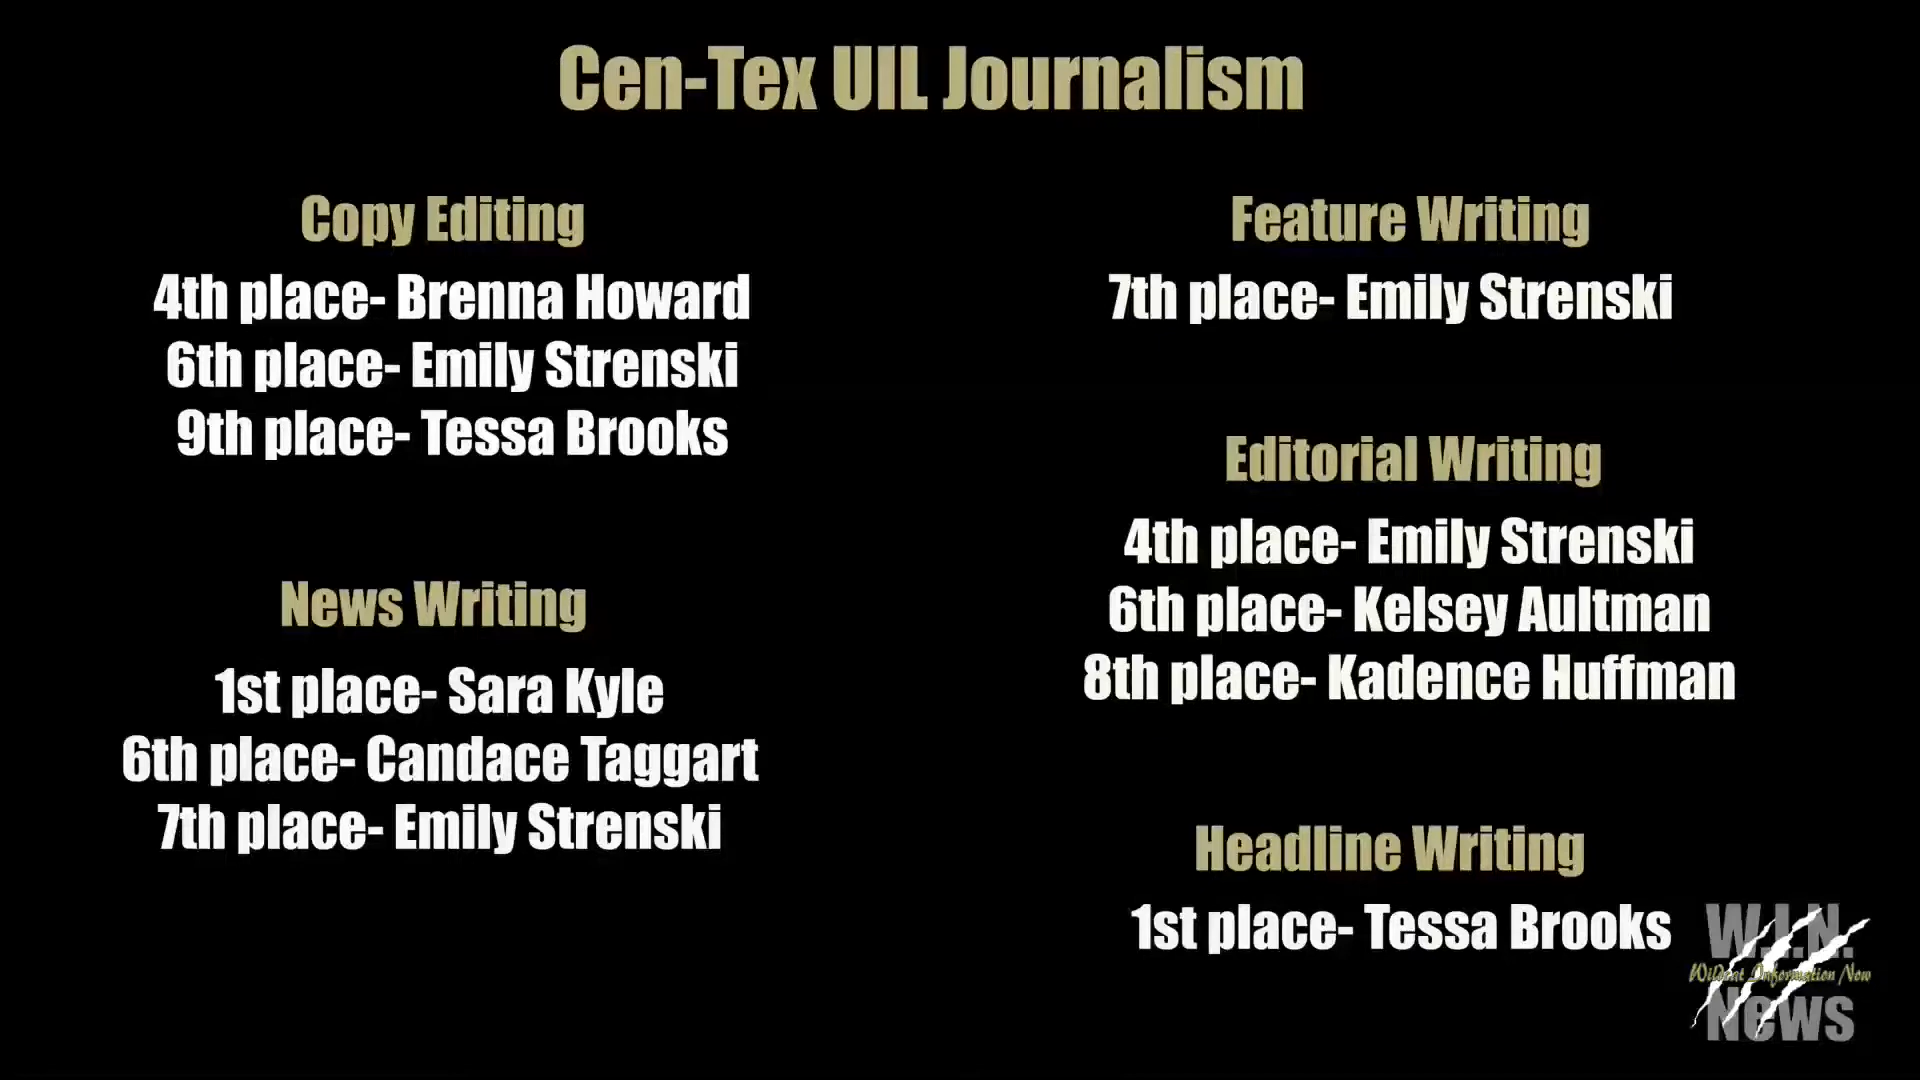 Cen-Tex UIL Journalism
Copy Editing
4th place- Brenna Howard
6th place- Emily Strenski
9th place- Tessa Brooks
News Writing
1st place- Sara Kyle
6th place- Candace Taggart
7th place- Emily Strenski
Feature Writing
7th place- Emily Strenski
Editorial Writing
4th place- Emily Strenski
6th place- Kelsey Aultman
8th place- Kadence Huffman
Headline Writing
1st place- Tessa Brooks
W.I.N.
Wildcat Information Now
News